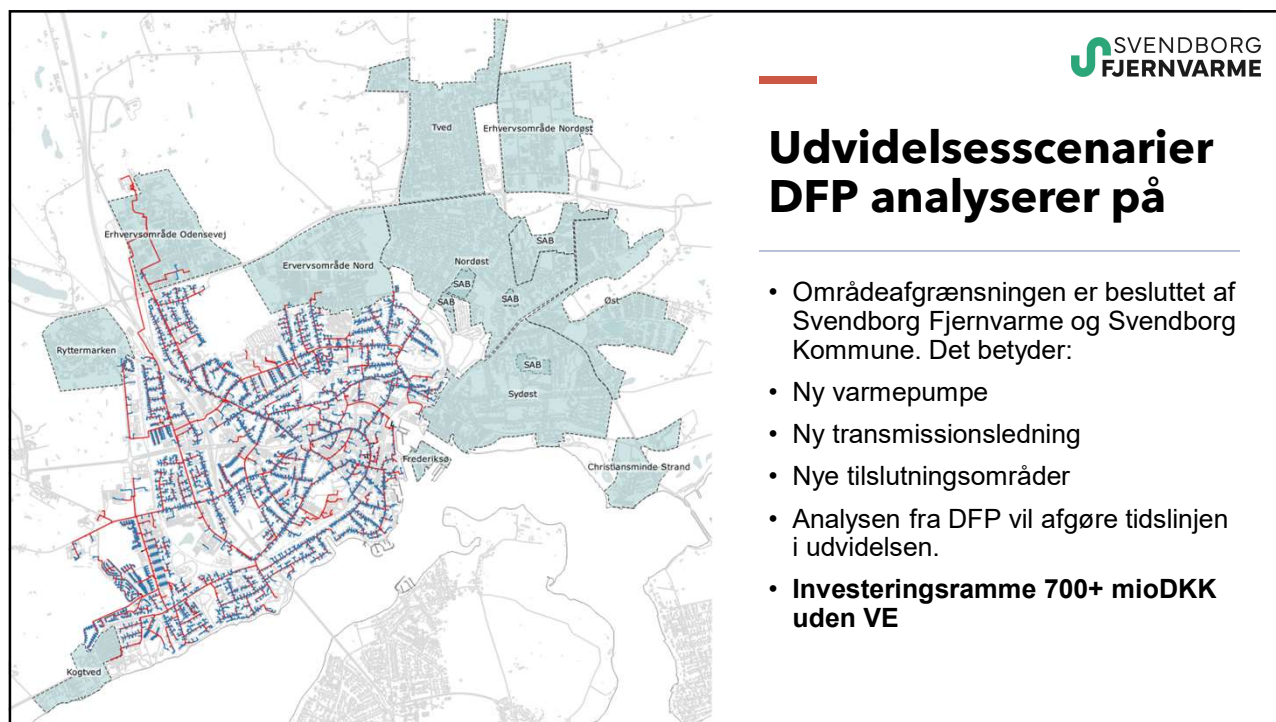 SVENDBORG
FJERNVARME
Udvidelsesscenarier
DFP analyserer på
• Områdeafgrænsningen er besluttet af
Svendborg Fjernvarme og Svendborg
Kommune. Det betyder:
• Ny varmepumpe
• Ny transmissionsledning
• Nye tilslutningsområder
• Analysen fra DFP vil afgøre tidslinjen
i udvidelsen.
• Investeringsramme 700+ mioDKK
uden VE
Tved
Erhvervsområde Nordøst
Erhvervsområde Odensevej
Ervervsområde Nord
Nordøst
SAB
SAB
SAB
SAB
Øst
Ryttermarken
SAB
Sydøst
Frederiksø
Christiansminde Strand
Kogtved